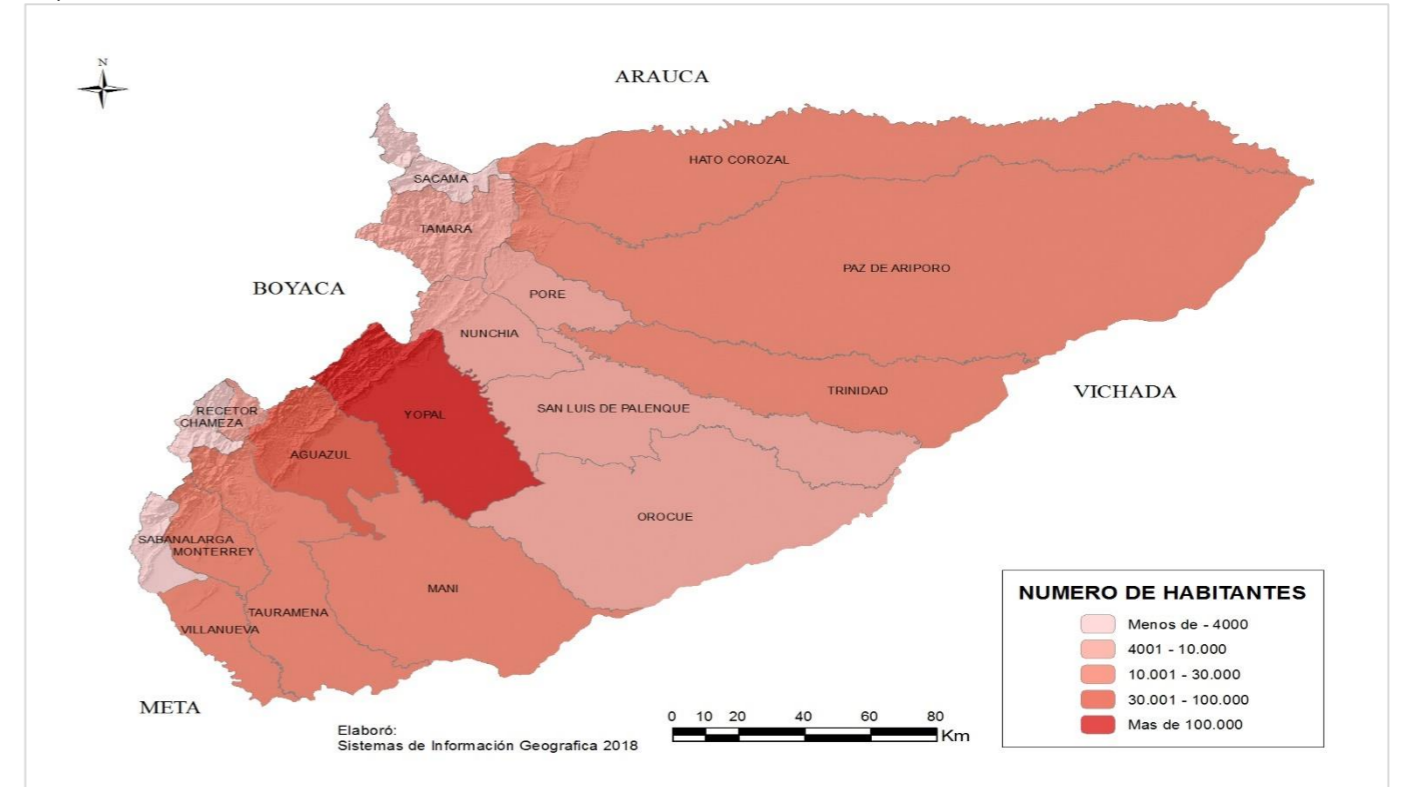 N
ARAUCA
HATO COROZAL
SACAMA
TAMARA
PAZ DE ARIPORO
BOYACA
PORE
NUNCHIA
TRINIDAD
VICHADA
SAN LUIS DE PALENQUE
RECETOR
YOPAL
CHAMEZA
AGUAZUL
OROCUE
SABANALARGA
MONTERREY
MANI
TAURAMENA
VILLANUEVA
META
NUMERO DE HABITANTES
Menos de - 4000
4001 - 10.000
10.001 - 30.000
30.001 - 100.000
Mas de 100.000
0 10 20 40 60 80
Km
Elaboró:
Sistemas de Información Geografica 2018